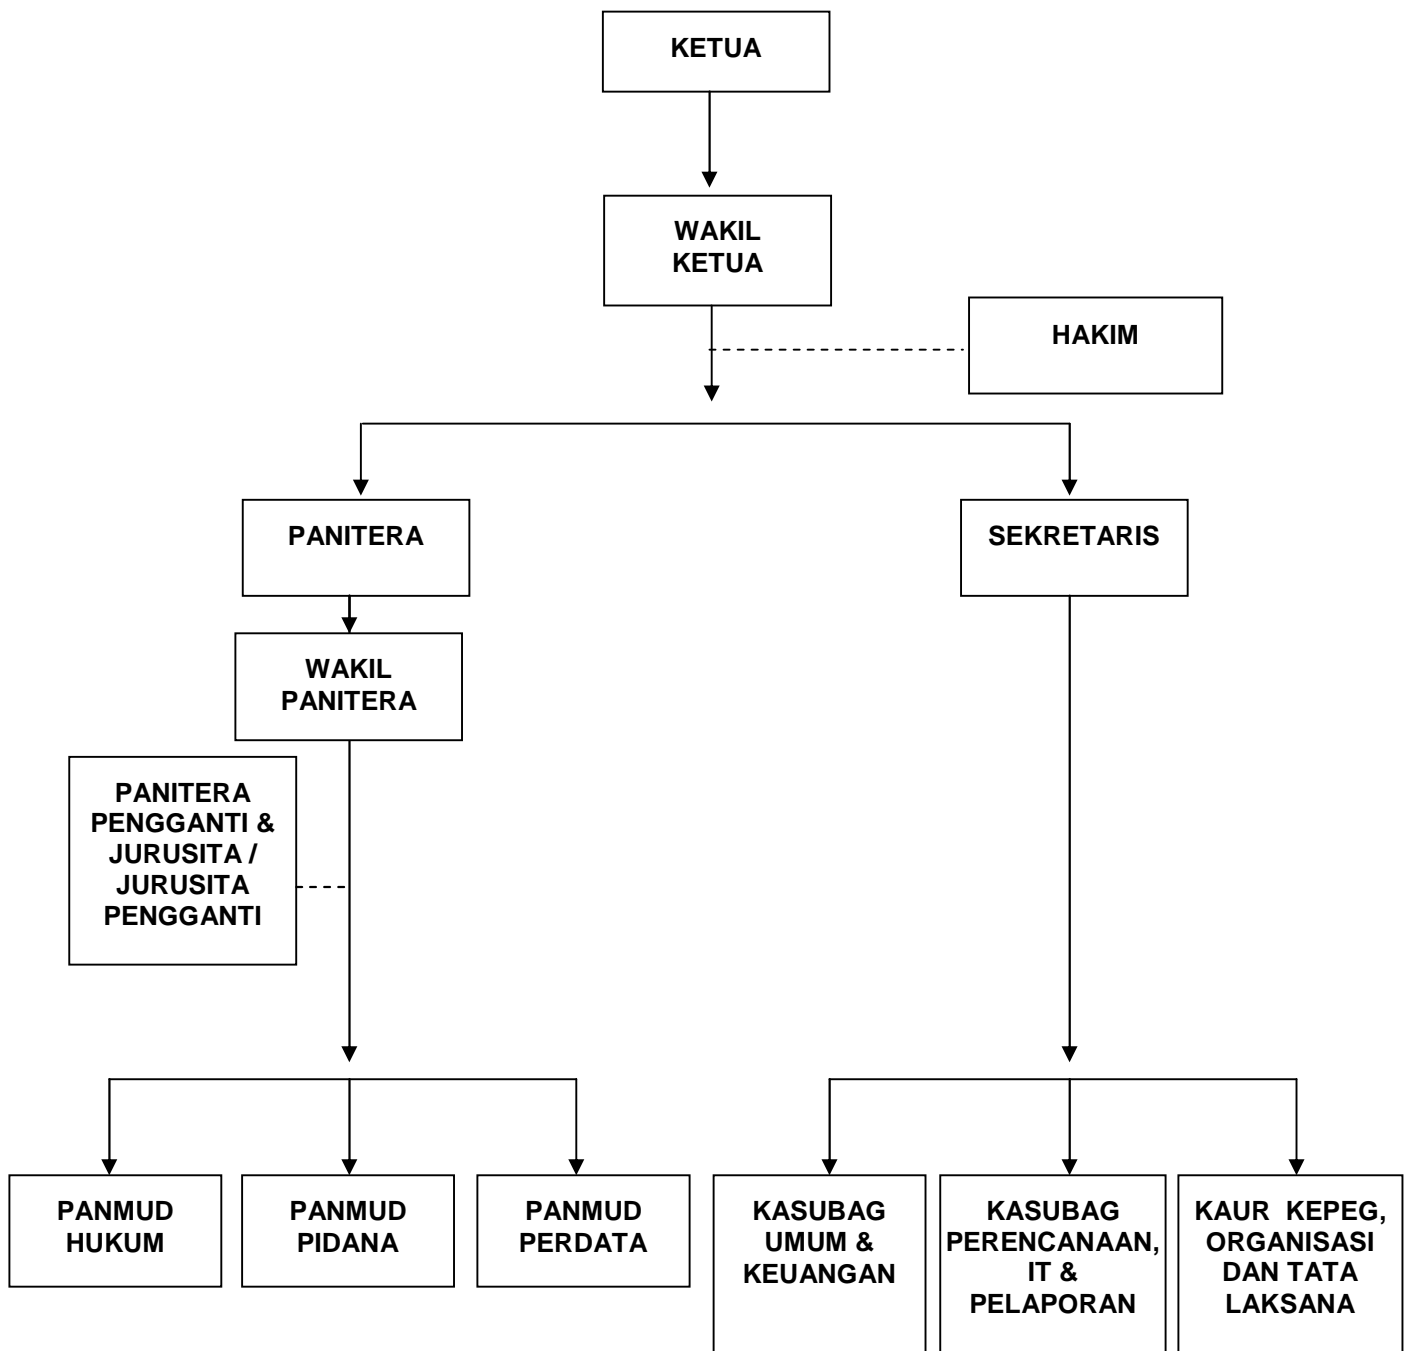 KETUA
WAKIL
KETUA
HAKIM
PANITERA
SEKRETARIS
WAKIL
PANITERA
PANITERA
PENGGANTI &
JURUSITA /
JURUSITA
PENGGANTI
PANMUD
HUKUM
PANMUD
PIDANA
PANMUD
PERDATA
KASUBAG
UMUM &
KEUANGAN
KASUBAG
PERENCANAAN,
IT &
PELAPORAN
KAUR KEPEG,
ORGANISASI
DAN TATA
LAKSANA